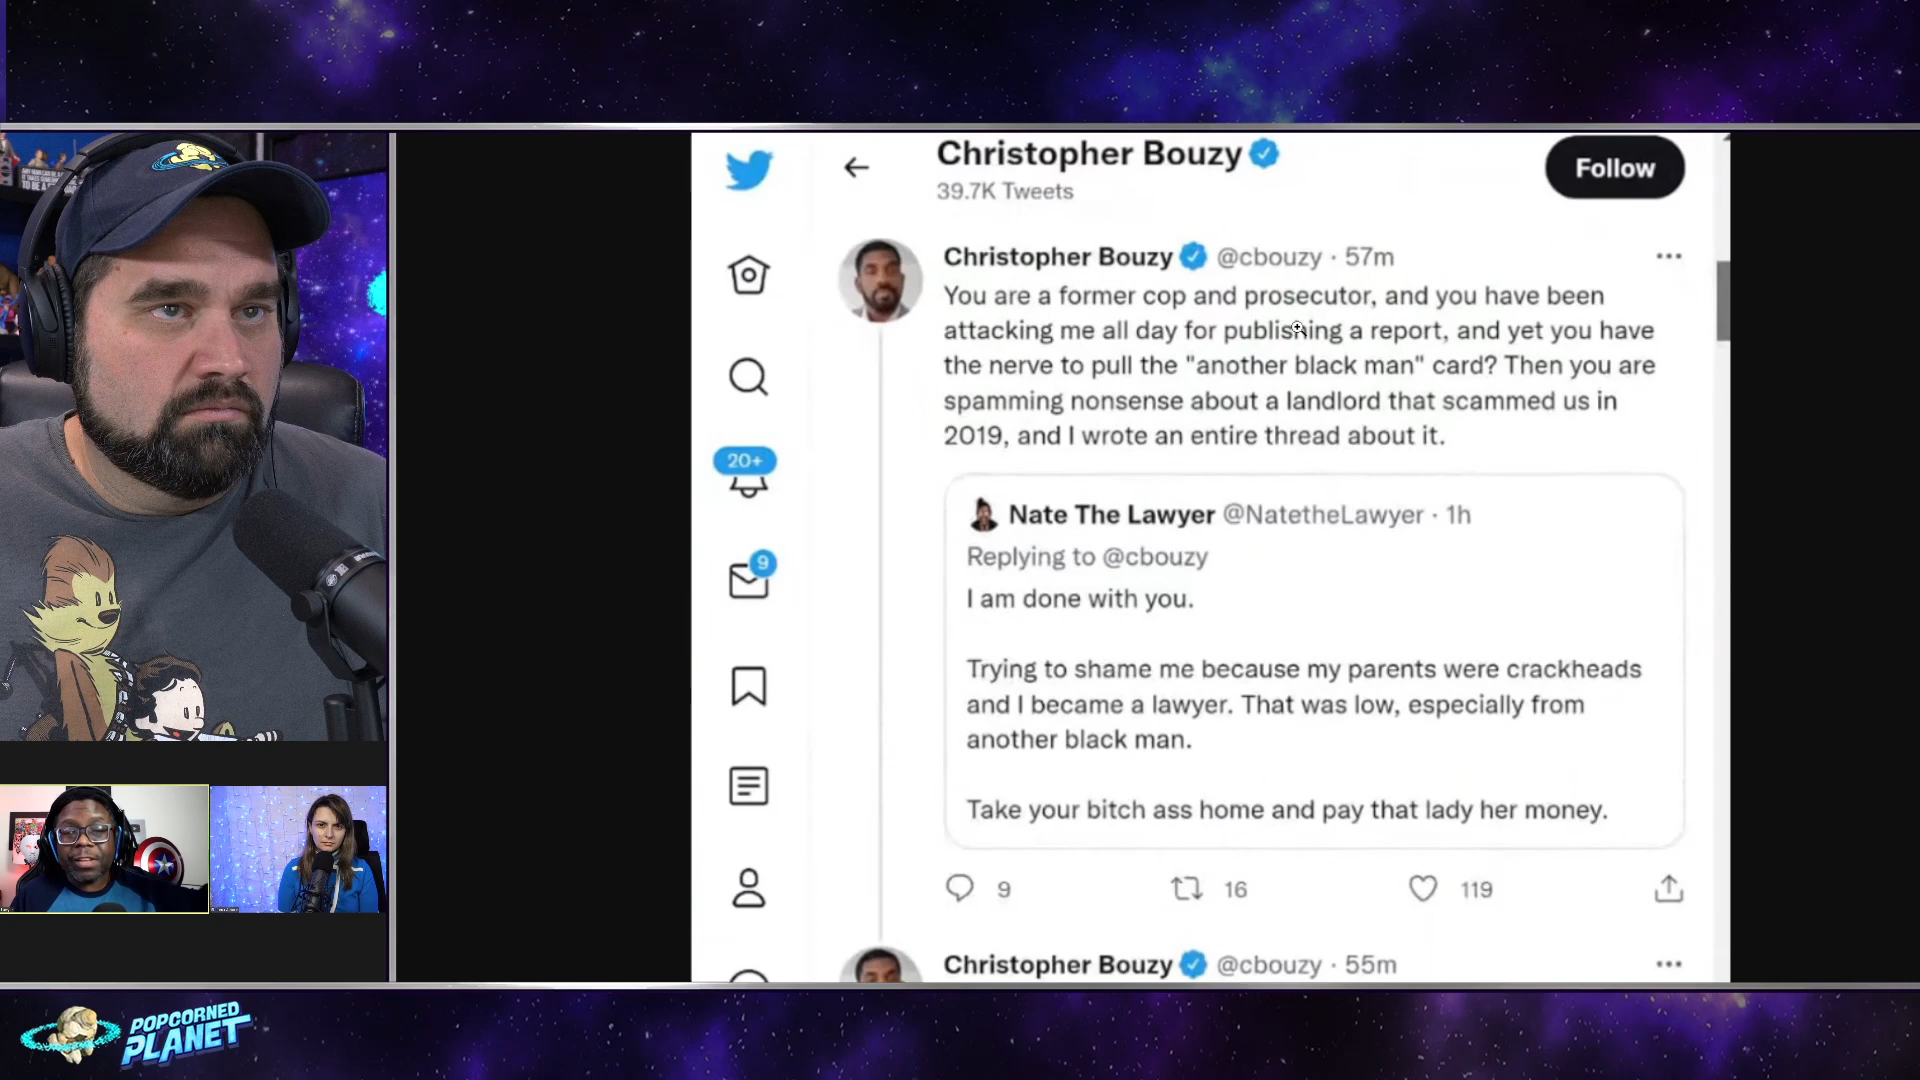 Christopher Bouzy
39.7K Tweets
Follow
Christopher Bouzy @cbouzy · 57m
You are a former cop and prosecutor, and you have been
attacking me all day for publishing a report, and yet you have
the nerve to pull the "another black man" card? Then you are
spamming nonsense about a landlord that scammed us in
2019, and I wrote an entire thread about it.
20+
9
Nate The Lawyer @NatetheLawyer · 1h
Replying to @cbouzy
I am done with you.
Trying to shame me because my parents were crackheads
and I became a lawyer. That was low, especially from
another black man.
Take your bitch ass home and pay that lady her money.
9
16
119
Christopher Bouzy @cbouzy · 55m
POPCORNED
PLANET